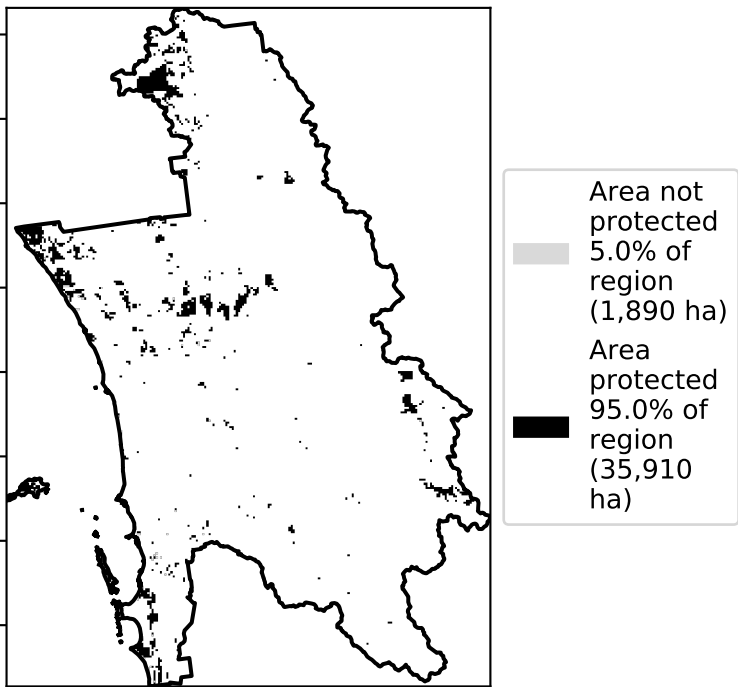 Area not
protected
5.0% of
region
(1,890 ha)
Area
protected
95.0% of
region
(35,910
ha)